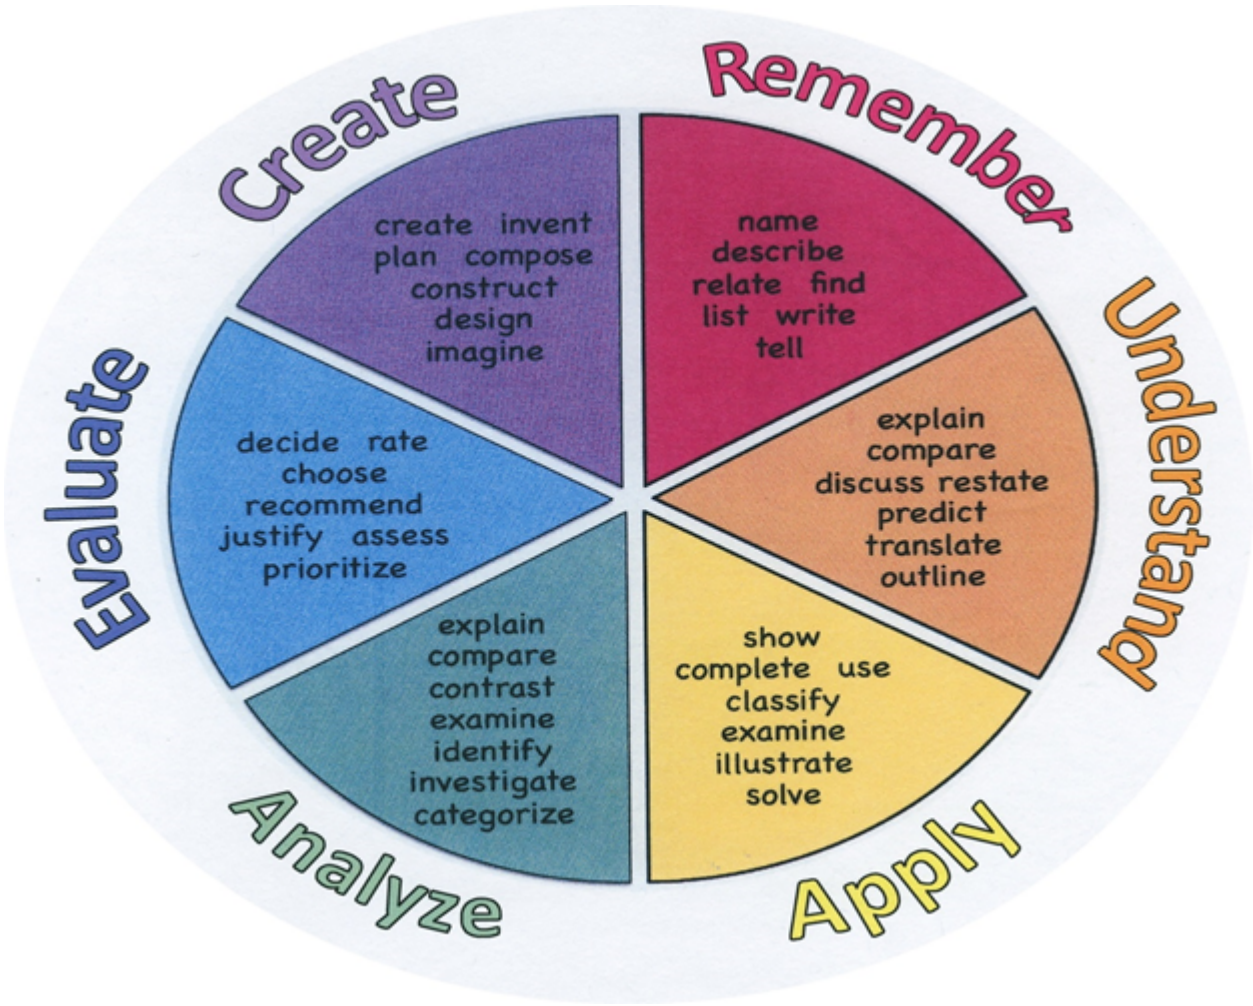 Remember
name
describe
relate find
list write
tell
Understand
explain
compare
discuss restate
predict
translate
outline
Apply
show
complete use
classify
examine
illustrate
solve
Analyze
explain
compare
contrast
examine
identify
investigate
categorize
Evaluate
decide rate
choose
recommend
justify assess
prioritize
Create
create invent
plan compose
construct
design
imagine